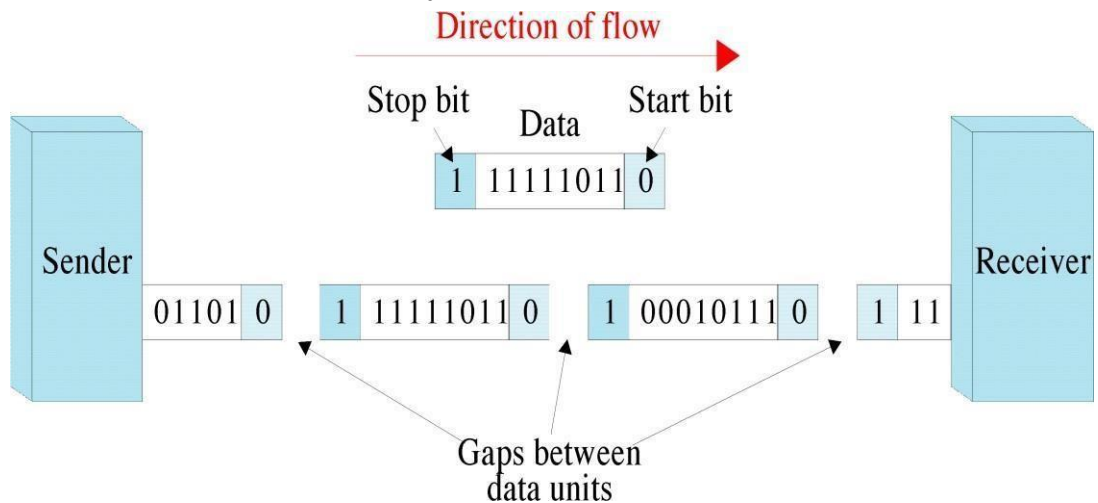 Direction of flow
Stop bit
Start bit
Data
1 11111011 0
Sender
Receiver
01101 0
1 11111011 0
1 00010111 0
1 11
Gaps between
data units